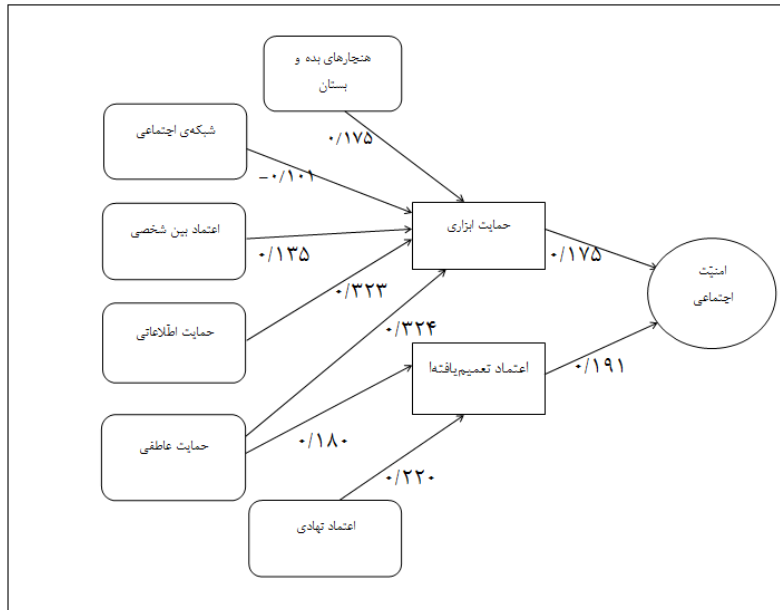 هنجارهای بده و
بستان
۰/۱۷۵
شبکه‌ی اجتماعی
-۰/۱۰۱
حمایت ابزاری
اعتماد بین شخصی
۰/۱۳۵
۰/۱۷۵
امنیّت
اجتماعی
۰/۳۲۳
حمایت اطّلاعاتی
۰/۳۲۴
اعتماد تعمیم‌یافته‌ا
۰/۱۹۱
حمایت عاطفی
۰/۱۸۰
۰/۲۲۰
اعتماد نهادی